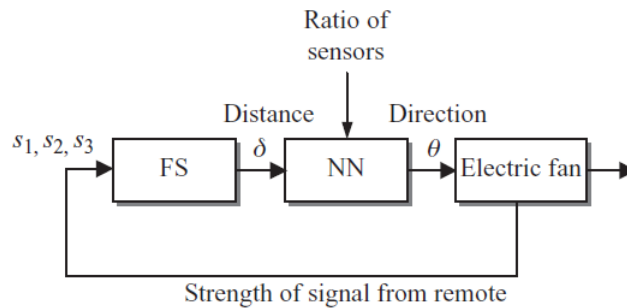 Ratio of
sensors
Distance
Direction
s1, s2, s3
FS
δ
NN
θ
Electric fan
Strength of signal from remote